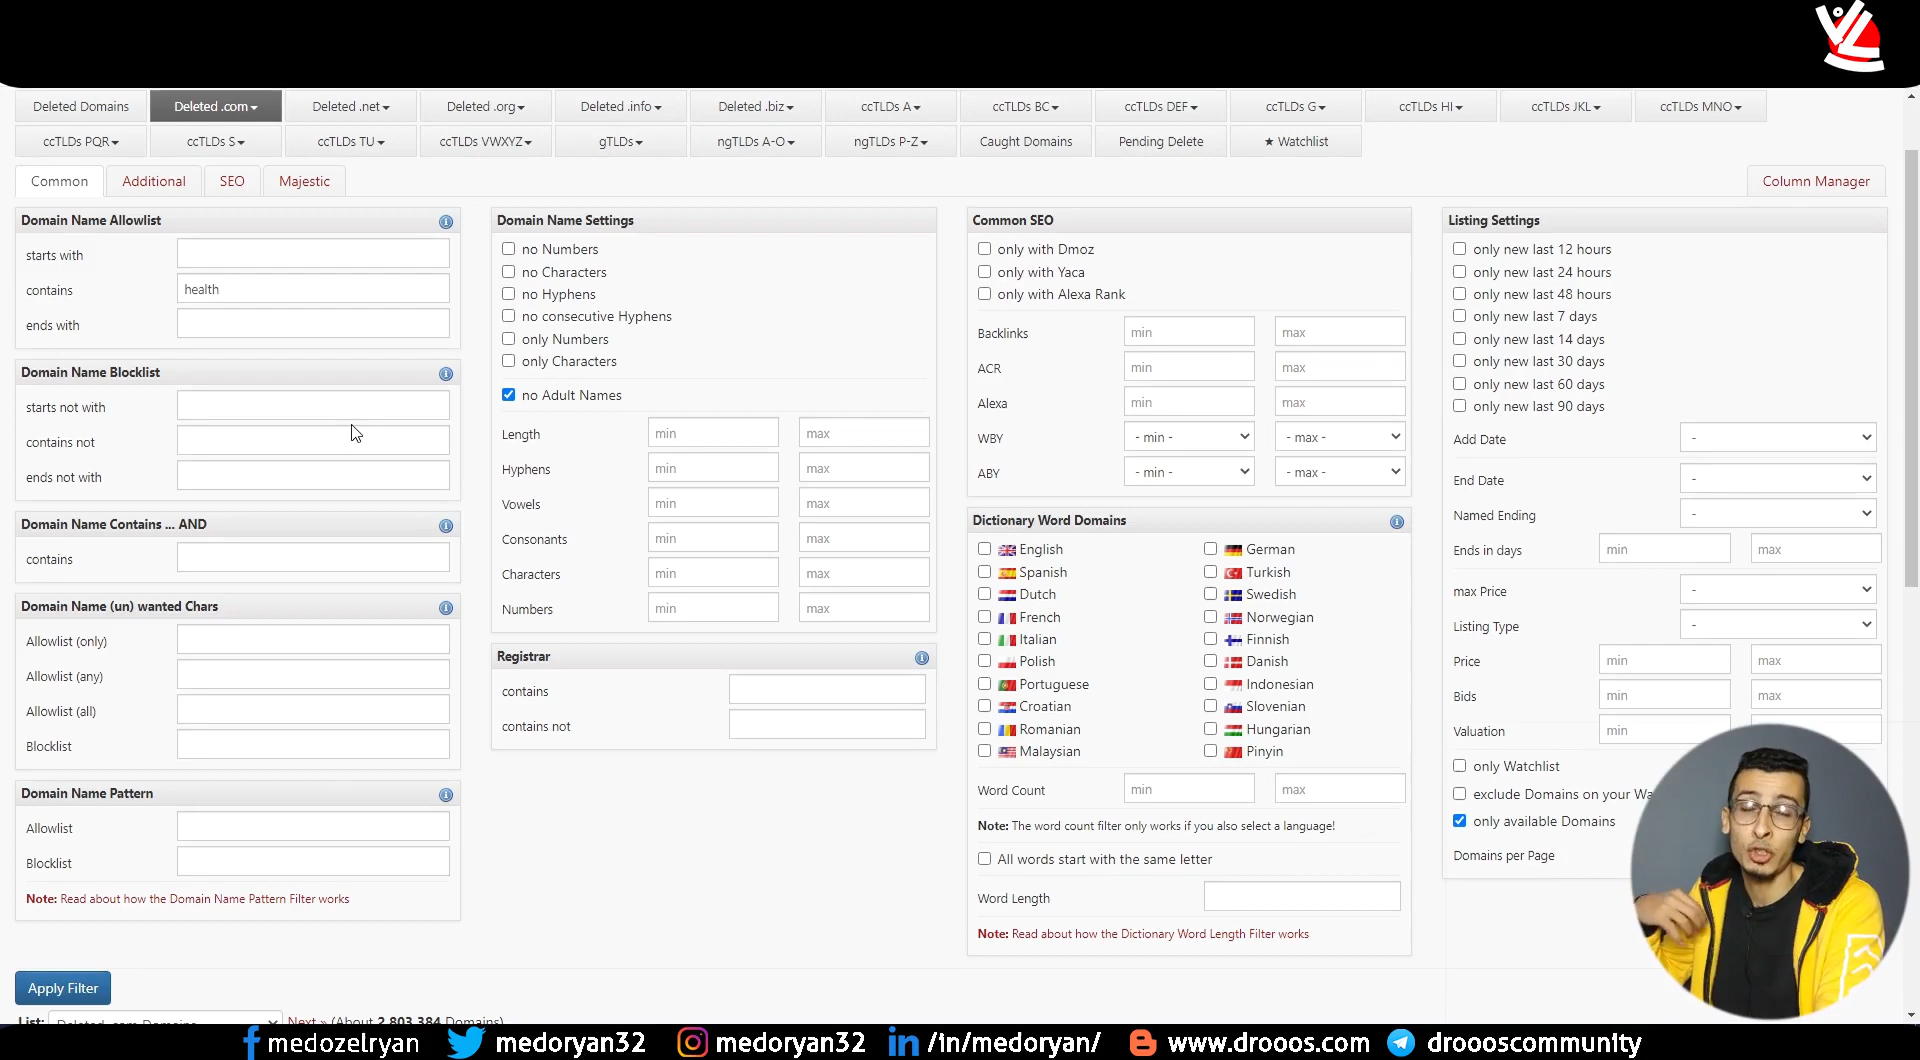 Deleted Domains Deleted .com Deleted .net Deleted .org Deleted .info Deleted .biz ccTLDs A ccTLDs BC ccTLDs DEF ccTLDs G ccTLDs HI ccTLDs JKL ccTLDs MNO
ccTLDs PQR ccTLDs S ccTLDs TU ccTLDs VWXYZ gTLDs ngTLDs A-O ngTLDs P-Z Caught Domains Pending Delete ★ Watchlist
Common Additional SEO Majestic Column Manager
Domain Name Allowlist
starts with
contains health
ends with
Domain Name Blocklist
starts not with
contains not
ends not with
Domain Name Contains ... AND
contains
Domain Name (un) wanted Chars
Allowlist (only)
Allowlist (any)
Allowlist (all)
Blocklist
Domain Name Pattern
Allowlist
Blocklist
Note: Read about how the Domain Name Pattern Filter works
Domain Name Settings
no Numbers
no Characters
no Hyphens
no consecutive Hyphens
only Numbers
only Characters
no Adult Names
Length min max
Hyphens min max
Vowels min max
Consonants min max
Characters min max
Numbers min max
Registrar
contains
contains not
Common SEO
only with Dmoz
only with Yaca
only with Alexa Rank
Backlinks min max
ACR min max
Alexa min max
WBY - min - - max -
ABY - min - - max -
Dictionary Word Domains
English German
Spanish Turkish
Dutch Swedish
French Norwegian
Italian Finnish
Polish Danish
Portuguese Indonesian
Croatian Slovenian
Romanian Hungarian
Malaysian Pinyin
Word Count min max
Note: The word count filter only works if you also select a language!
All words start with the same letter
Word Length
Note: Read about how the Dictionary Word Length Filter works
Listing Settings
only new last 12 hours
only new last 24 hours
only new last 48 hours
only new last 7 days
only new last 14 days
only new last 30 days
only new last 60 days
only new last 90 days
Add Date -
End Date -
Named Ending -
Ends in days min max
max Price -
Listing Type -
Price min max
Bids min max
Valuation min
only Watchlist
exclude Domains on your Wa
only available Domains
Domains per Page
Apply Filter
List: Deleted .com Domains Next » (About 2,803,384 Domains)
medozelryan medoryan32 medoryan32 /in/medoryan/ www.drooos.com droooscommunity